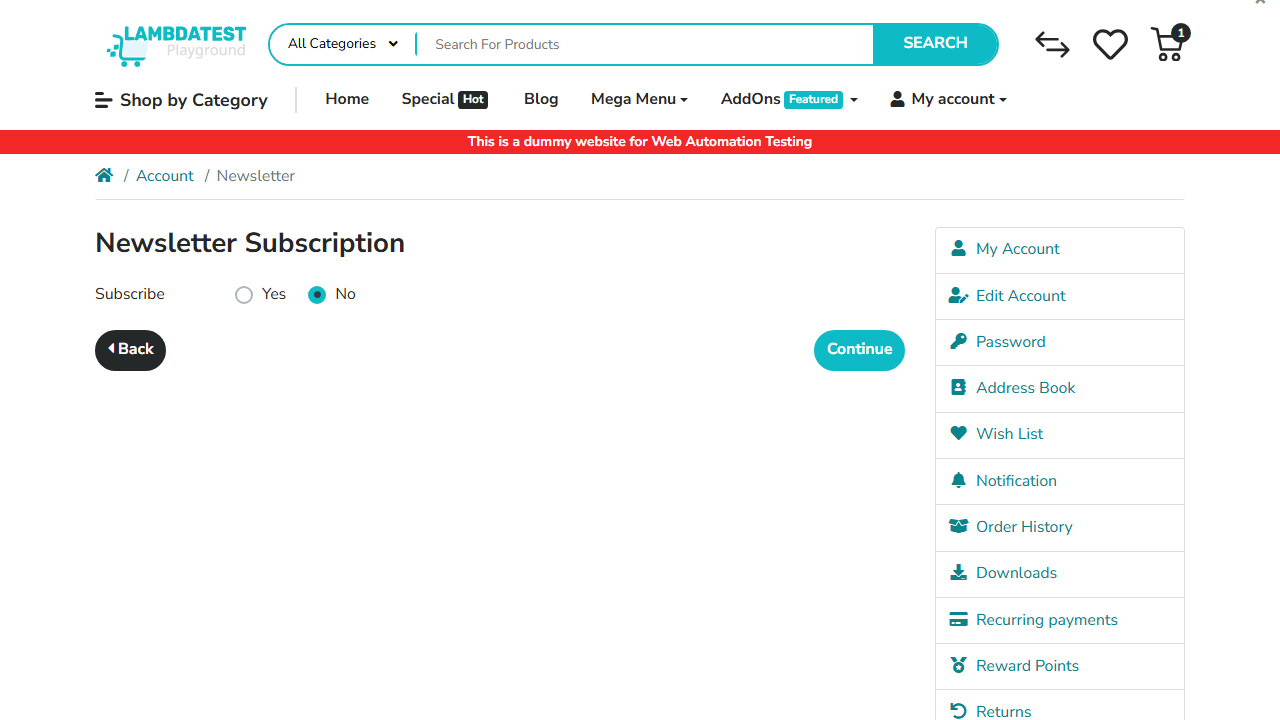 LAMBDATEST
Playground
All Categories
Search For Products
SEARCH
1
Shop by Category
Home
Special Hot
Blog
Mega Menu
AddOns Featured
My account
This is a dummy website for Web Automation Testing
/ Account / Newsletter
Newsletter Subscription
Subscribe
Yes
No
Back
Continue
My Account
Edit Account
Password
Address Book
Wish List
Notification
Order History
Downloads
Recurring payments
Reward Points
Returns